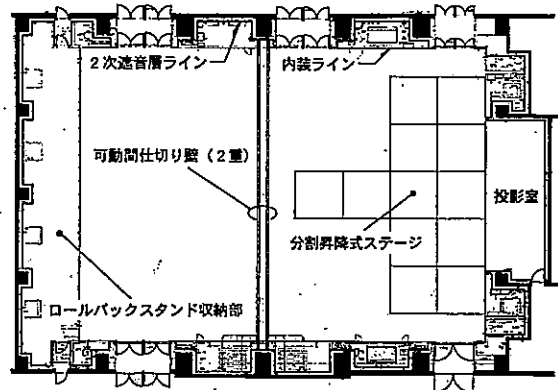 2次遮音層ライン
内装ライン
可動間仕切り壁（2重）
投影室
分割昇降式ステージ
ロールバックスタンド収納部